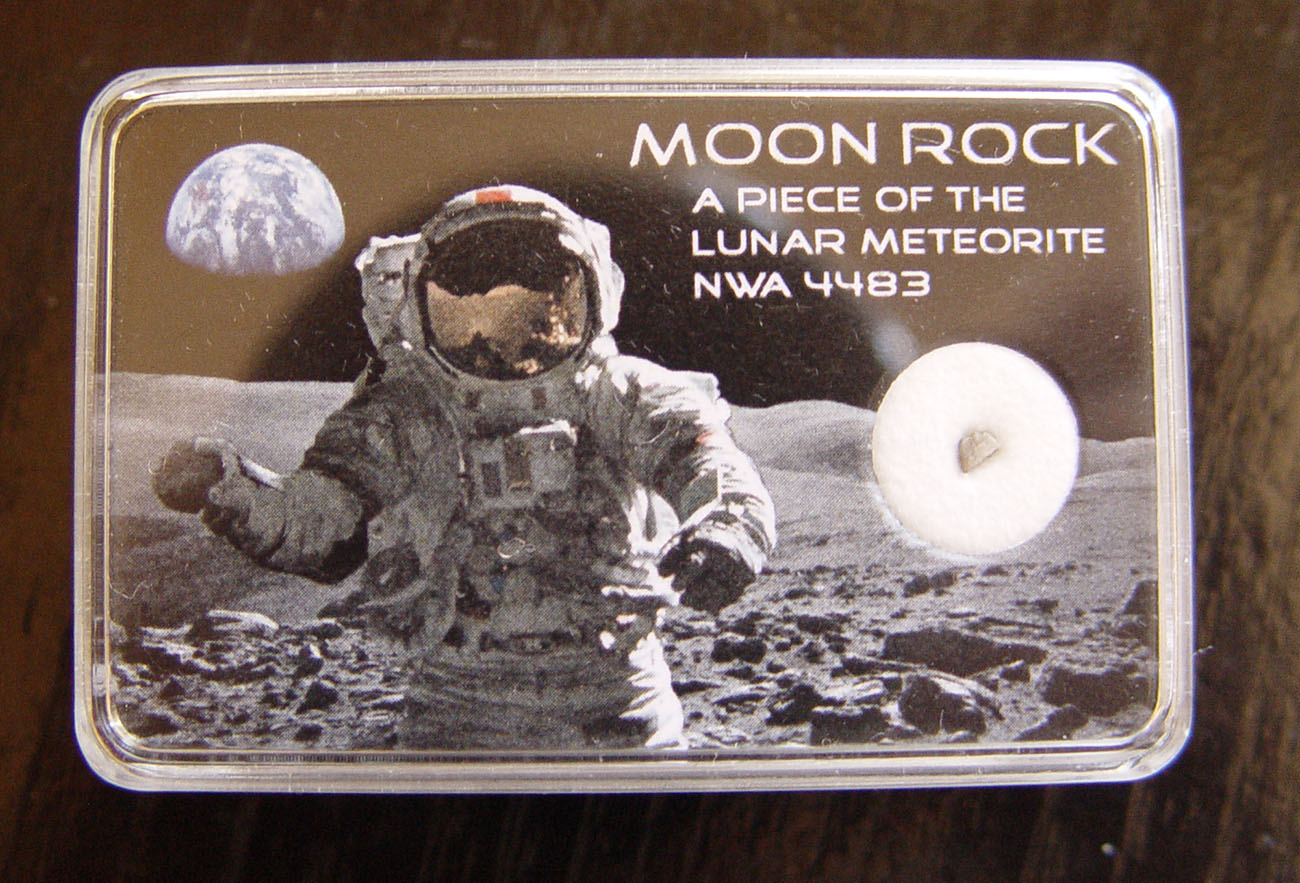 MOON ROCK
A PIECE OF THE
LUNAR METEORITE
NWA 4483